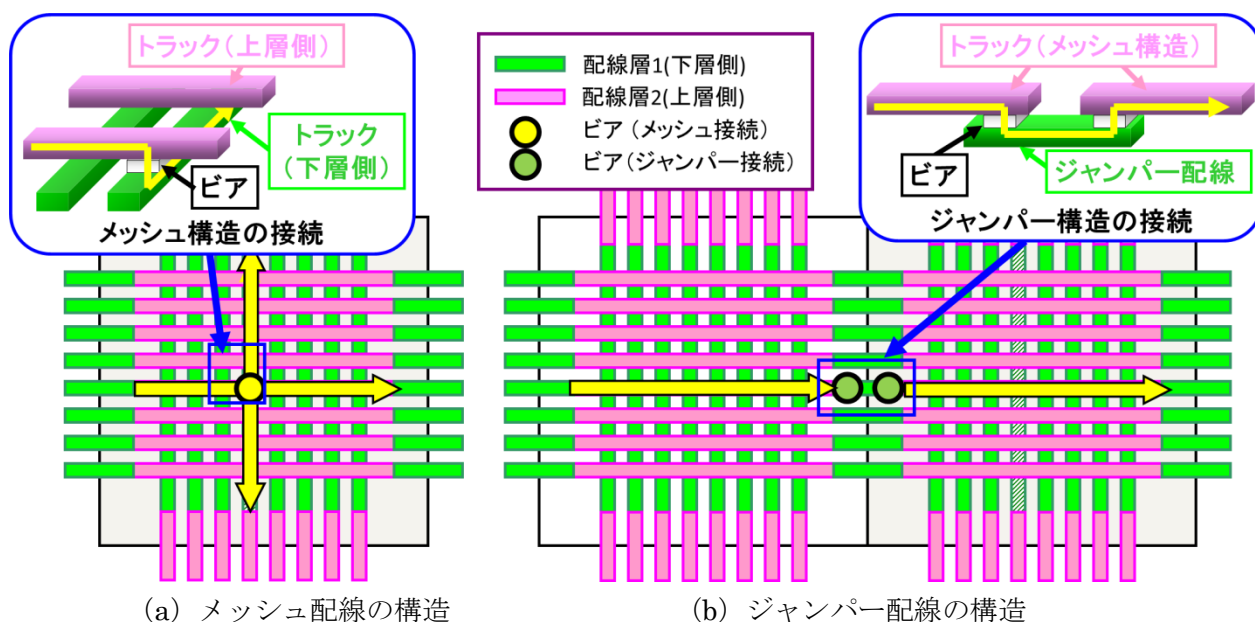 トラック(上層側)
トラック
(下層側)
ビア
メッシュ構造の接続
配線層1(下層側)
配線層2(上層側)
ビア(メッシュ接続)
ビア(ジャンパー接続)
トラック(メッシュ構造)
ビア
ジャンパー配線
ジャンパー構造の接続
(a) メッシュ配線の構造
(b) ジャンパー配線の構造